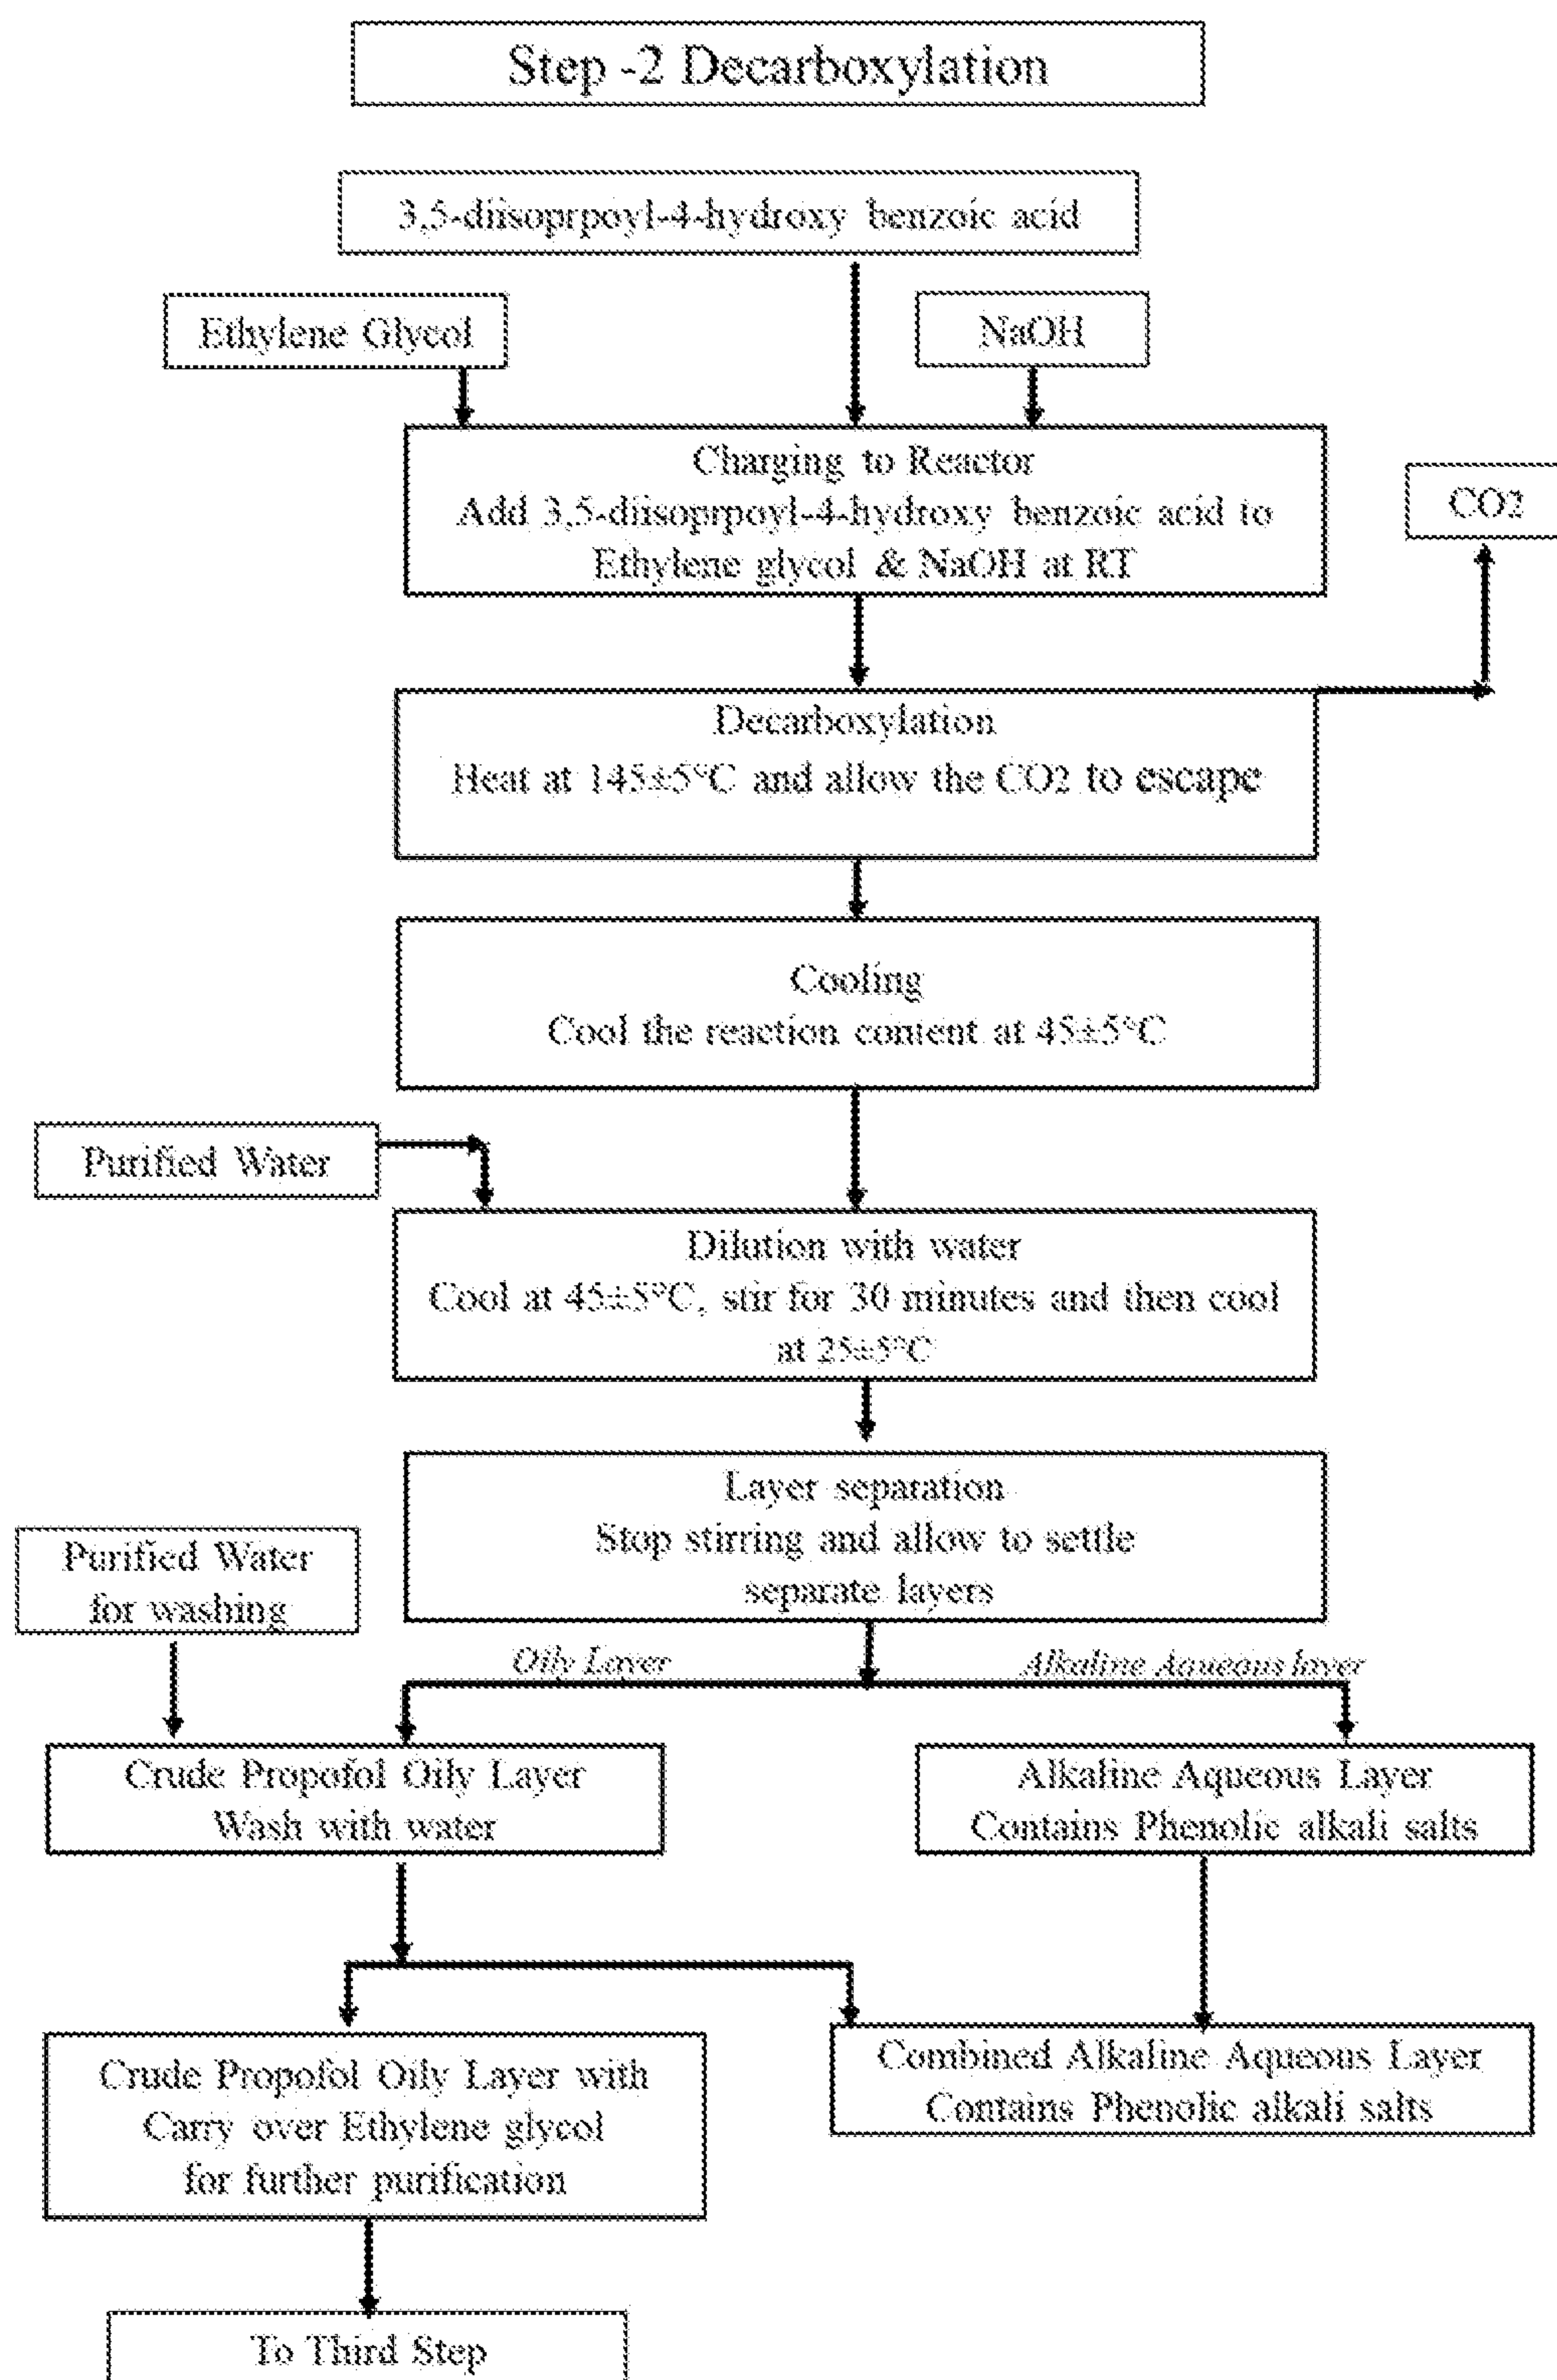 Step -2 Decarboxylation
3,5-diisoprpoyl-4-hydroxy benzoic acid
Ethylene Glycol
NaOH
Charging to Reactor
Add 3,5-diisoprpoyl-4-hydroxy benzoic acid to
Ethylene glycol & NaOH at RT
CO2
Decarboxylation
Heat at 145±5°C and allow the CO2 to escape
Cooling
Cool the reaction content at 45±5°C
Purified Water
Dilution with water
Cool at 45±5°C, stir for 30 minutes and then cool
at 25±5°C
Layer separation
Stop stirring and allow to settle
separate layers
Purified Water
for washing
Oily Layer
Alkaline Aqueous layer
Crude Propofol Oily Layer
Wash with water
Alkaline Aqueous Layer
Contains Phenolic alkali salts
Crude Propofol Oily Layer with
Carry over Ethylene glycol
for further purification
Combined Alkaline Aqueous Layer
Contains Phenolic alkali salts
To Third Step